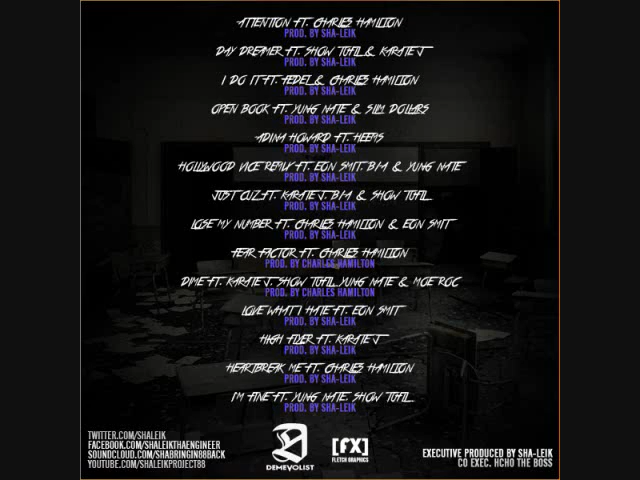 ATTENTION FT. CHARLES HAMILTON
PROD. BY SHA-LEIK
DAY DREAMER FT. SHOW TUFLI & KARATE J
PROD. BY SHA-LEIK
I DO IT FT. FEDEL & CHARLES HAMILTON
PROD. BY SHA-LEIK
OPEN BOOK FT. YUNG NATE & SLIM DOLLARS
PROD. BY SHA-LEIK
ADINA HOWARD FT. HEEMS
PROD. BY SHA-LEIK
HOLLYWOOD VICE REMIX FT. EON SMIT, B/A & YUNG NATE
PROD. BY SHA-LEIK
JUST CUZ FT. KARATE J, B/A & SHOW TUFLI
PROD. BY SHA-LEIK
LOSE MY NUMBER FT. CHARLES HAMILTON & EON SMIT
PROD. BY SHA-LEIK
FEAR FACTOR FT. CHARLES HAMILTON
PROD. BY CHARLES HAMILTON
DIME FT. KARATE J, SHOW TUFLI, YUNG NATE & MOE ROC
PROD. BY CHARLES HAMILTON
LOVE WHAT I HATE FT. EON SMIT
PROD. BY SHA-LEIK
HIGH FLYER FT. KARATE J
PROD. BY SHA-LEIK
HEARTBREAK ME FT. CHARLES HAMILTON
PROD. BY SHA-LEIK
I'M FINE FT. YUNG NATE, SHOW TUFLI
PROD. BY SHA-LEIK
TWITTER.COM/SHALEIK
FACEBOOK.COM/SHALEIKTHAENGINEER
SOUNDCLOUD.COM/SHABRINGIN88BACK
YOUTUBE.COM/SHALEIKPROJECT88
DEMEVOLIST
[FX]
FLETCH GRAPHICS
EXECUTIVE PRODUCED BY SHA-LEIK
CO EXEC. HCHO THE BOSS